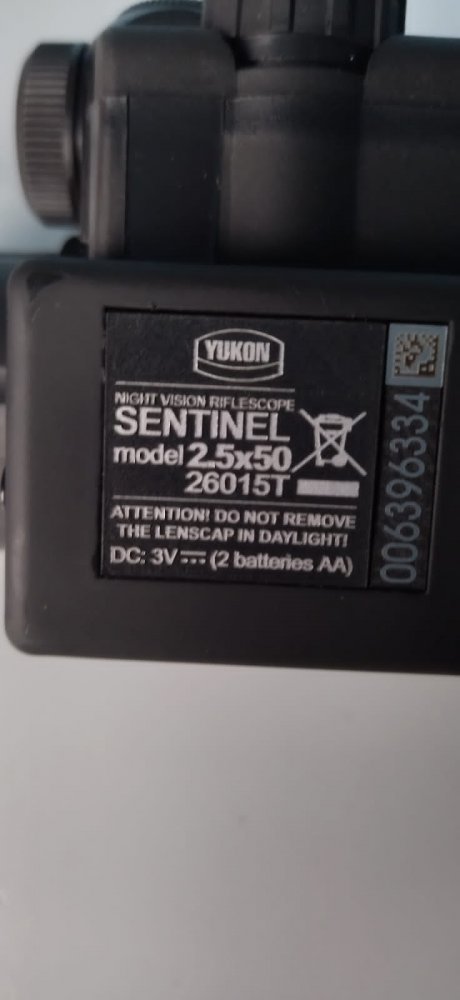 YUKON
NIGHT VISION RIFLESCOPE
SENTINEL
model 2.5x50
26015T
ATTENTION! DO NOT REMOVE
THE LENSCAP IN DAYLIGHT!
DC: 3V (2 batteries AA)
006396334